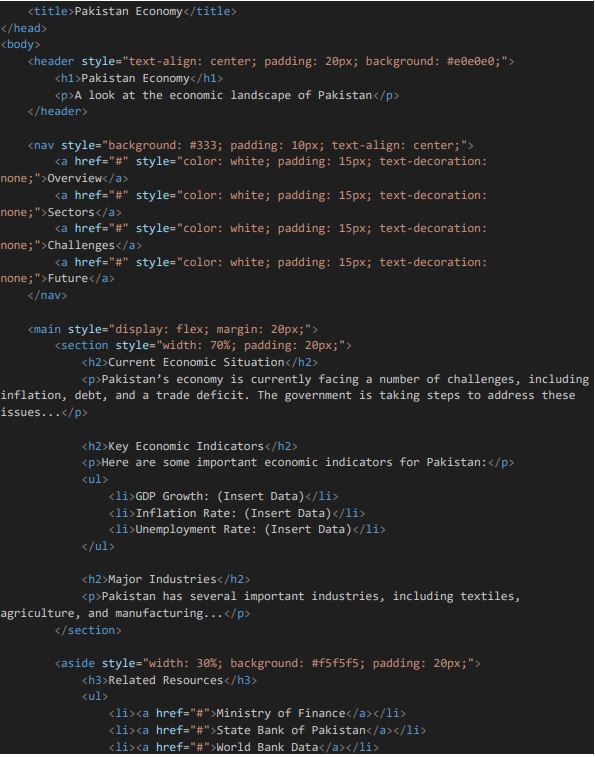 <title>Pakistan Economy</title>
</head>
<body>
<header style="text-align: center; padding: 20px; background: #e0e0e0;">
<h1>Pakistan Economy</h1>
<p>A look at the economic landscape of Pakistan</p>
</header>
<nav style="background: #333; padding: 10px; text-align: center;">
<a href="#" style="color: white; padding: 15px; text-decoration:
none;">Overview</a>
<a href="#" style="color: white; padding: 15px; text-decoration:
none;">Sectors</a>
<a href="#" style="color: white; padding: 15px; text-decoration:
none;">Challenges</a>
<a href="#" style="color: white; padding: 15px; text-decoration:
none;">Future</a>
</nav>
<main style="display: flex; margin: 20px;">
<section style="width: 70%; padding: 20px;">
<h2>Current Economic Situation</h2>
<p>Pakistan’s economy is currently facing a number of challenges, including
inflation, debt, and a trade deficit. The government is taking steps to address these
issues...</p>
<h2>Key Economic Indicators</h2>
<p>Here are some important economic indicators for Pakistan:</p>
<ul>
<li>GDP Growth: (Insert Data)</li>
<li>Inflation Rate: (Insert Data)</li>
<li>Unemployment Rate: (Insert Data)</li>
</ul>
<h2>Major Industries</h2>
<p>Pakistan has several important industries, including textiles,
agriculture, and manufacturing...</p>
</section>
<aside style="width: 30%; background: #f5f5f5; padding: 20px;">
<h3>Related Resources</h3>
<ul>
<li><a href="#">Ministry of Finance</a></li>
<li><a href="#">State Bank of Pakistan</a></li>
<li><a href="#">World Bank Data</a></li>